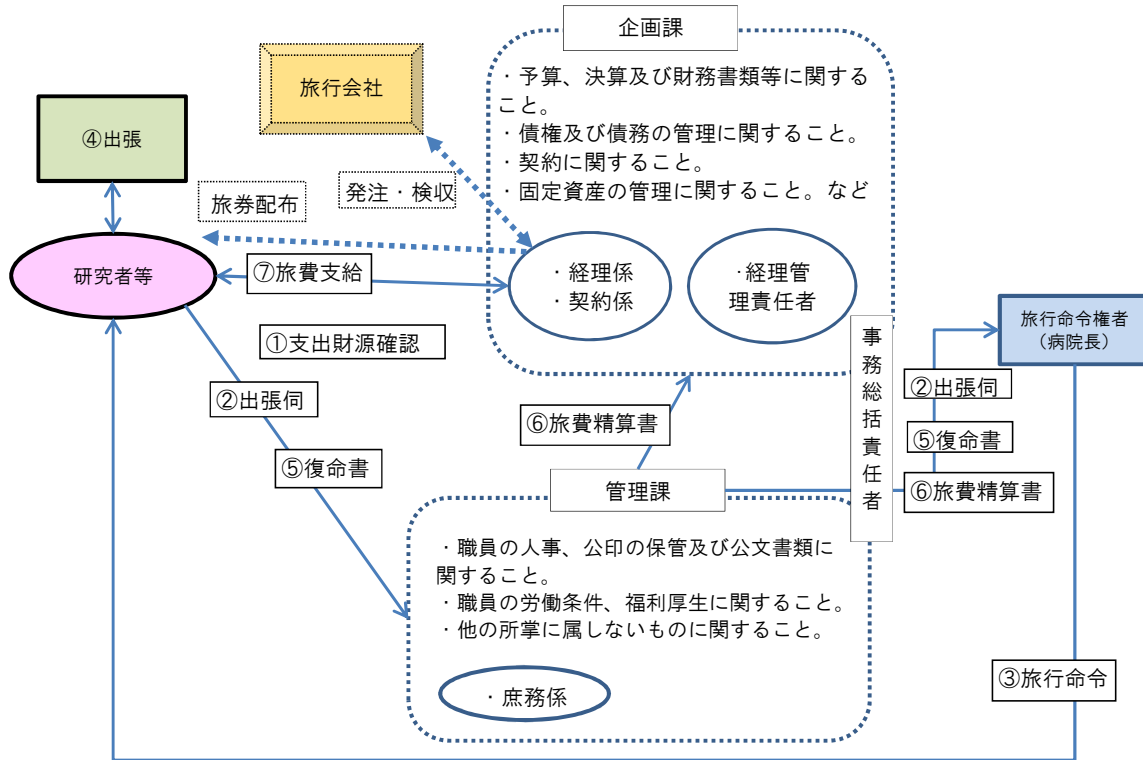 企画課
旅行会社
・予算、決算及び財務書類等に関する
こと。
・債権及び債務の管理に関すること。
・契約に関すること。
・固定資産の管理に関すること。など
④出張
発注・検収
旅券配布
研究者等
⑦旅費支給
・経理係
・契約係
・経理管
理責任者
①支出財源確認
旅行命令権者
（病院長）
事務総括責任者
②出張伺
②出張伺
⑥旅費精算書
⑤復命書
⑤復命書
管理課
⑥旅費精算書
・職員の人事、公印の保管及び公文書類に
関すること。
・職員の労働条件、福利厚生に関すること。
・他の所掌に属しないものに関すること。
・庶務係
③旅行命令